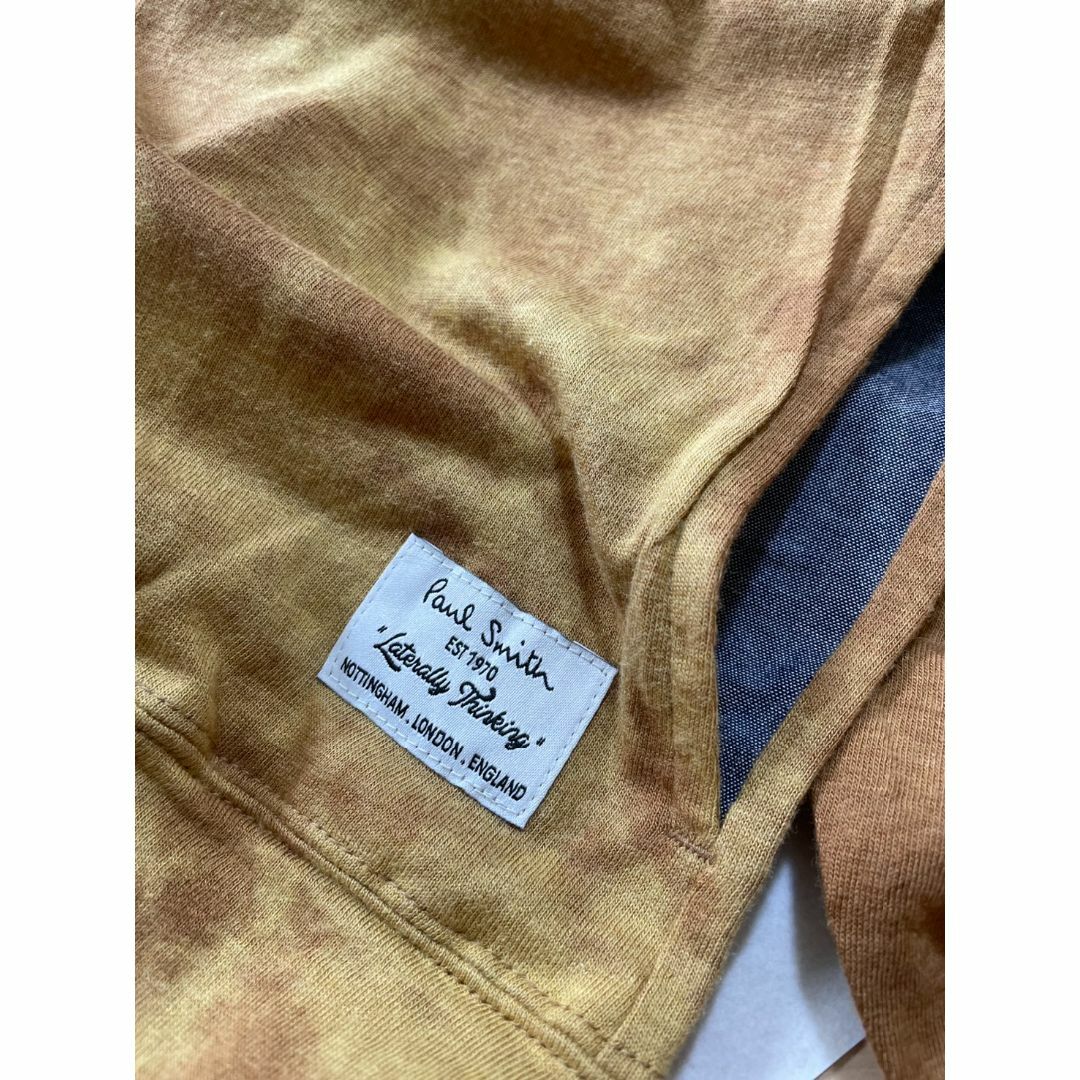 Paul Smith
EST 1970
"Laterally Thinking"
NOTTINGHAM . LONDON . ENGLAND